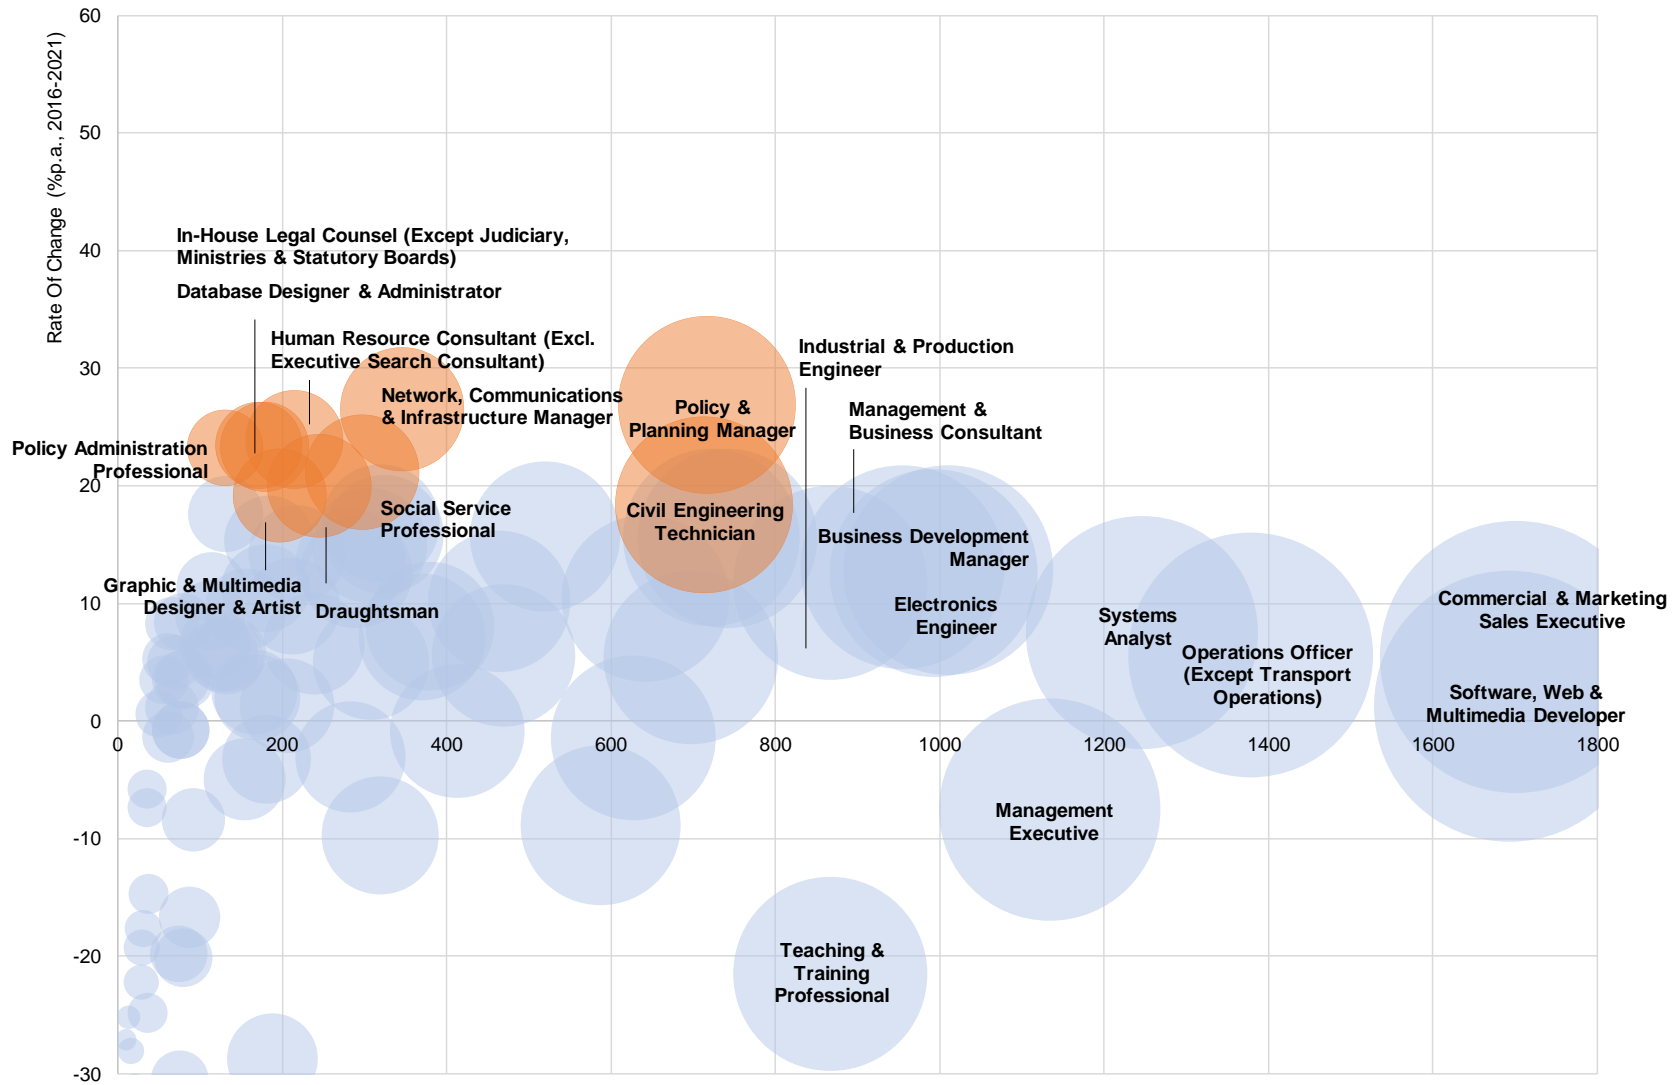 60
50
40
30
20
10
0
-10
-20
-30
Rate Of Change (%p.a., 2016-2021)
In-House Legal Counsel (Except Judiciary,
Ministries & Statutory Boards)
Database Designer & Administrator
Human Resource Consultant (Excl.
Executive Search Consultant)
Network, Communications
& Infrastructure Manager
Policy Administration
Professional
Social Service
Professional
Graphic & Multimedia
Designer & Artist
Draughtsman
Policy &
Planning Manager
Civil Engineering
Technician
Industrial & Production
Engineer
Management &
Business Consultant
Business Development
Manager
Electronics
Engineer
Systems
Analyst
Operations Officer
(Except Transport
Operations)
Commercial & Marketing
Sales Executive
Software, Web &
Multimedia Developer
Management
Executive
Teaching &
Training
Professional
0
200
400
600
800
1000
1200
1400
1600
1800